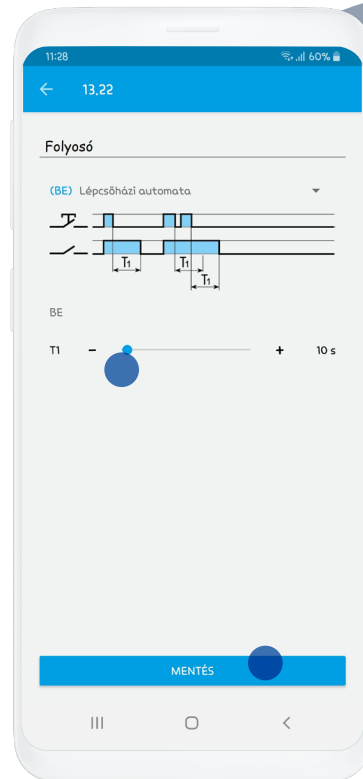 11:28 60%
13.22
Folyosó
(BE) Lépcsőházi automata
T1 T1
T1
BE
T1 - + 10 s
MENTÉS